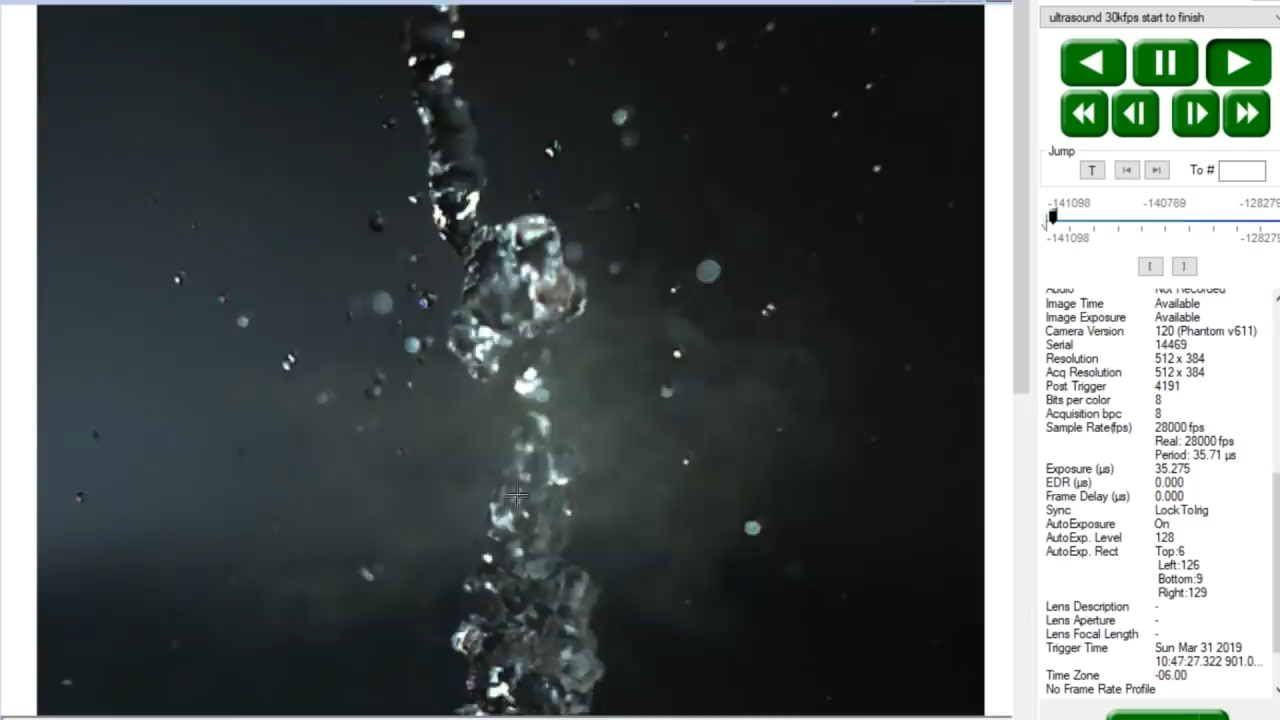 ultrasound 30kfps start to finish
Jump
T
To #
-141098 -140769 -128279
-141098 -128279
[ ]
Audio Not Recorded
Image Time Available
Image Exposure Available
Camera Version 120 (Phantom v611)
Serial 14469
Resolution 512 x 384
Acq Resolution 512 x 384
Post Trigger 4191
Bits per color 8
Acquisition bpc 8
Sample Rate(fps) 28000 fps
Real: 28000 fps
Period: 35.71 µs
Exposure (µs) 35.275
EDR (µs) 0.000
Frame Delay (µs) 0.000
Sync LockToIrig
AutoExposure On
AutoExp. Level 128
AutoExp. Rect Top:6
Left:126
Bottom:9
Right:129
Lens Description -
Lens Aperture -
Lens Focal Length -
Trigger Time Sun Mar 31 2019
10:47:27.322 901.0...
Time Zone -06.00
No Frame Rate Profile